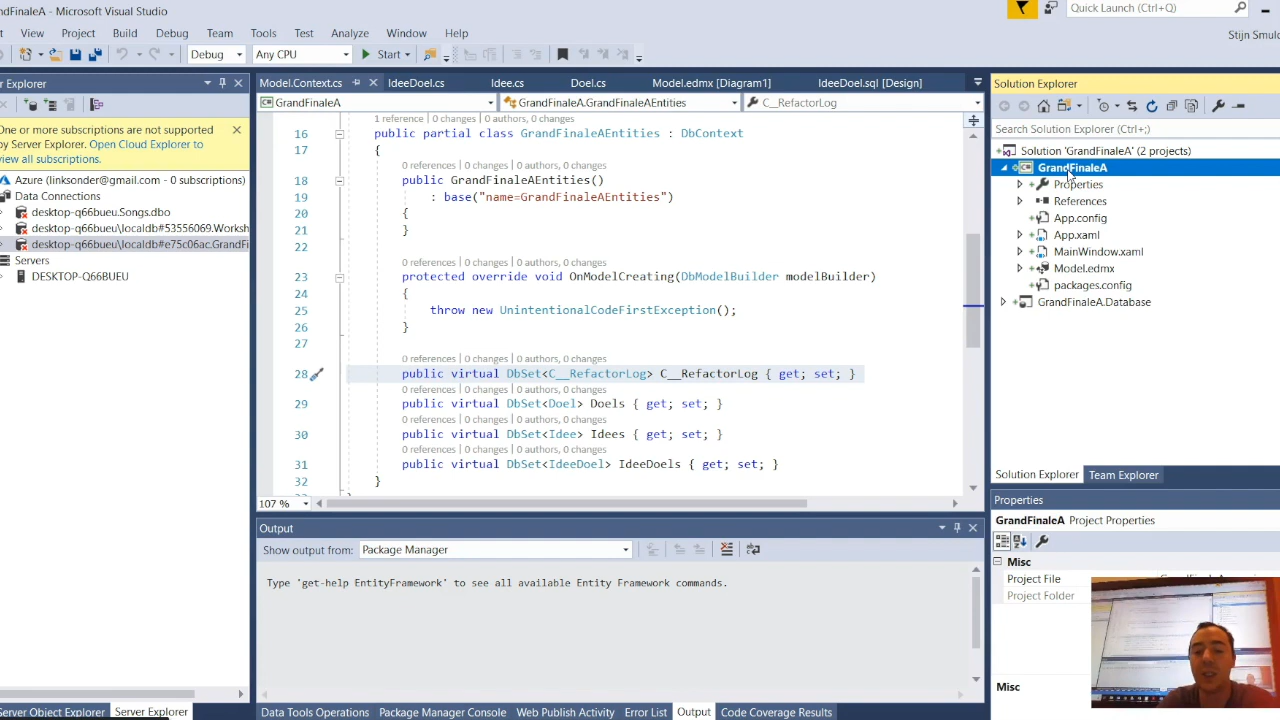 ndFinaleA - Microsoft Visual Studio
Quick Launch (Ctrl+Q)
t View Project Build Debug Team Tools Test Analyze Window Help
Stijn Smul
Debug Any CPU Start
er Explorer
One or more subscriptions are not supported
by Server Explorer. Open Cloud Explorer to
view all subscriptions.
Azure (linksonder@gmail.com - 0 subscriptions)
Data Connections
desktop-q66bueu.Songs.dbo
desktop-q66bueu\localdb#53556069.Worksh
desktop-q66bueu\localdb#e75c06ac.GrandFi
Servers
DESKTOP-Q66BUEU
Server Object Explorer Server Explorer
Model.Context.cs IdeeDoel.cs Idee.cs Doel.cs Model.edmx [Diagram1] IdeeDoel.sql [Design]
GrandFinaleA GrandFinaleA.GrandFinaleAEntities C__RefactorLog
1 reference | 0 changes | 0 authors, 0 changes
16 public partial class GrandFinaleAEntities : DbContext
17 {
0 references | 0 changes | 0 authors, 0 changes
18 public GrandFinaleAEntities()
19 : base("name=GrandFinaleAEntities")
20 {
21 }
22
0 references | 0 changes | 0 authors, 0 changes
23 protected override void OnModelCreating(DbModelBuilder modelBuilder)
24 {
25 throw new UnintentionalCodeFirstException();
26 }
27
0 references | 0 changes | 0 authors, 0 changes
28 public virtual DbSet<C__RefactorLog> C__RefactorLog { get; set; }
0 references | 0 changes | 0 authors, 0 changes
29 public virtual DbSet<Doel> Doels { get; set; }
0 references | 0 changes | 0 authors, 0 changes
30 public virtual DbSet<Idee> Idees { get; set; }
0 references | 0 changes | 0 authors, 0 changes
31 public virtual DbSet<IdeeDoel> IdeeDoels { get; set; }
32 }
107 %
Output
Show output from: Package Manager
Type 'get-help EntityFramework' to see all available Entity Framework commands.
Data Tools Operations Package Manager Console Web Publish Activity Error List Output Code Coverage Results
Solution Explorer
Search Solution Explorer (Ctrl+;)
Solution 'GrandFinaleA' (2 projects)
GrandFinaleA
Properties
References
App.config
App.xaml
MainWindow.xaml
Model.edmx
packages.config
GrandFinaleA.Database
Solution Explorer Team Explorer
Properties
GrandFinaleA Project Properties
Misc
Project File
Project Folder
Misc